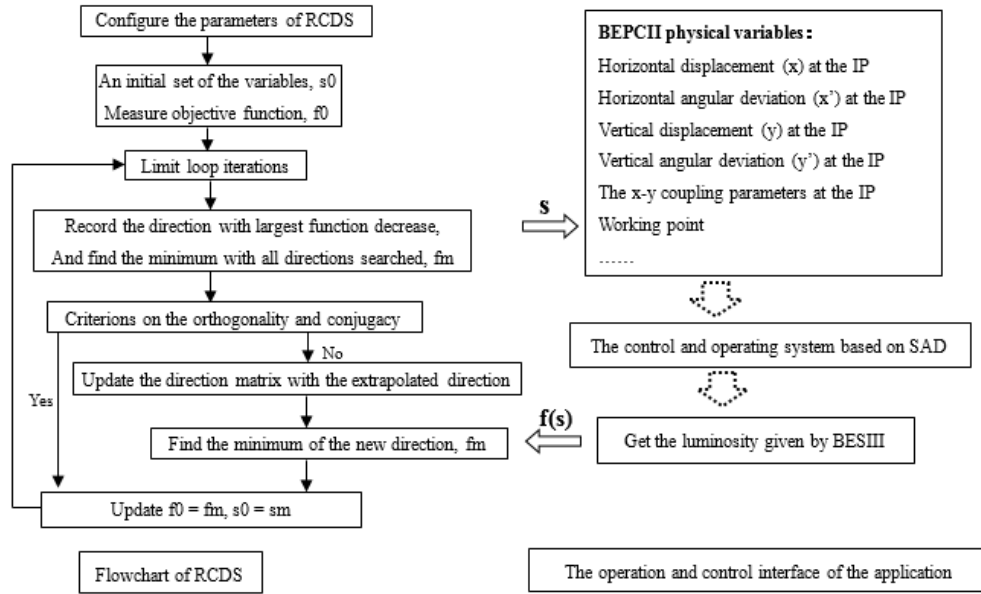 Configure the parameters of RCDS
An initial set of the variables, s0
Measure objective function, f0
Limit loop iterations
Record the direction with largest function decrease,
And find the minimum with all directions searched, fm
Criterions on the orthogonality and conjugacy
No
Update the direction matrix with the extrapolated direction
Yes
Find the minimum of the new direction, fm
Update f0 = fm, s0 = sm
Flowchart of RCDS
s
f(s)
BEPCII physical variables:
Horizontal displacement (x) at the IP
Horizontal angular deviation (x’) at the IP
Vertical displacement (y) at the IP
Vertical angular deviation (y’) at the IP
The x-y coupling parameters at the IP
Working point
......
The control and operating system based on SAD
Get the luminosity given by BESIII
The operation and control interface of the application